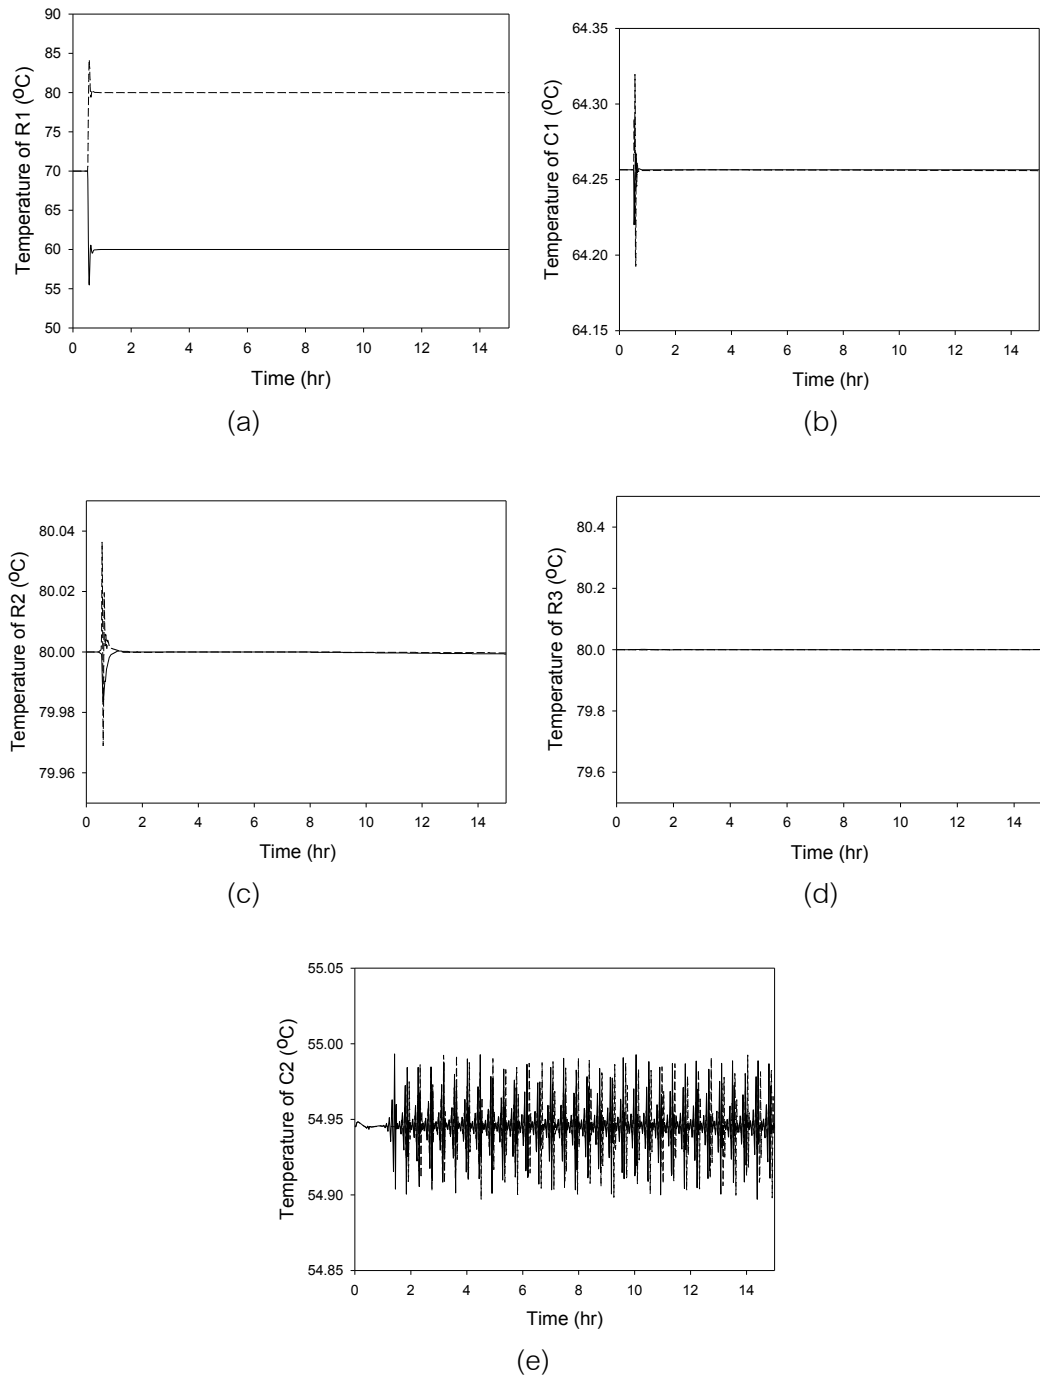 90
85
80
75
70
65
60
55
50
Temperature of R1 (ºC)
0 2 4 6 8 10 12 14
Time (hr)
(a)
64.35
64.30
64.25
64.20
64.15
Temperature of C1 (ºC)
0 2 4 6 8 10 12 14
Time (hr)
(b)
80.04
80.02
80.00
79.98
79.96
Temperature of R2 (ºC)
0 2 4 6 8 10 12 14
Time (hr)
(c)
80.4
80.2
80.0
79.8
79.6
Temperature of R3 (ºC)
0 2 4 6 8 10 12 14
Time (hr)
(d)
55.05
55.00
54.95
54.90
54.85
Temperature of C2 (ºC)
0 2 4 6 8 10 12 14
Time (hr)
(e)